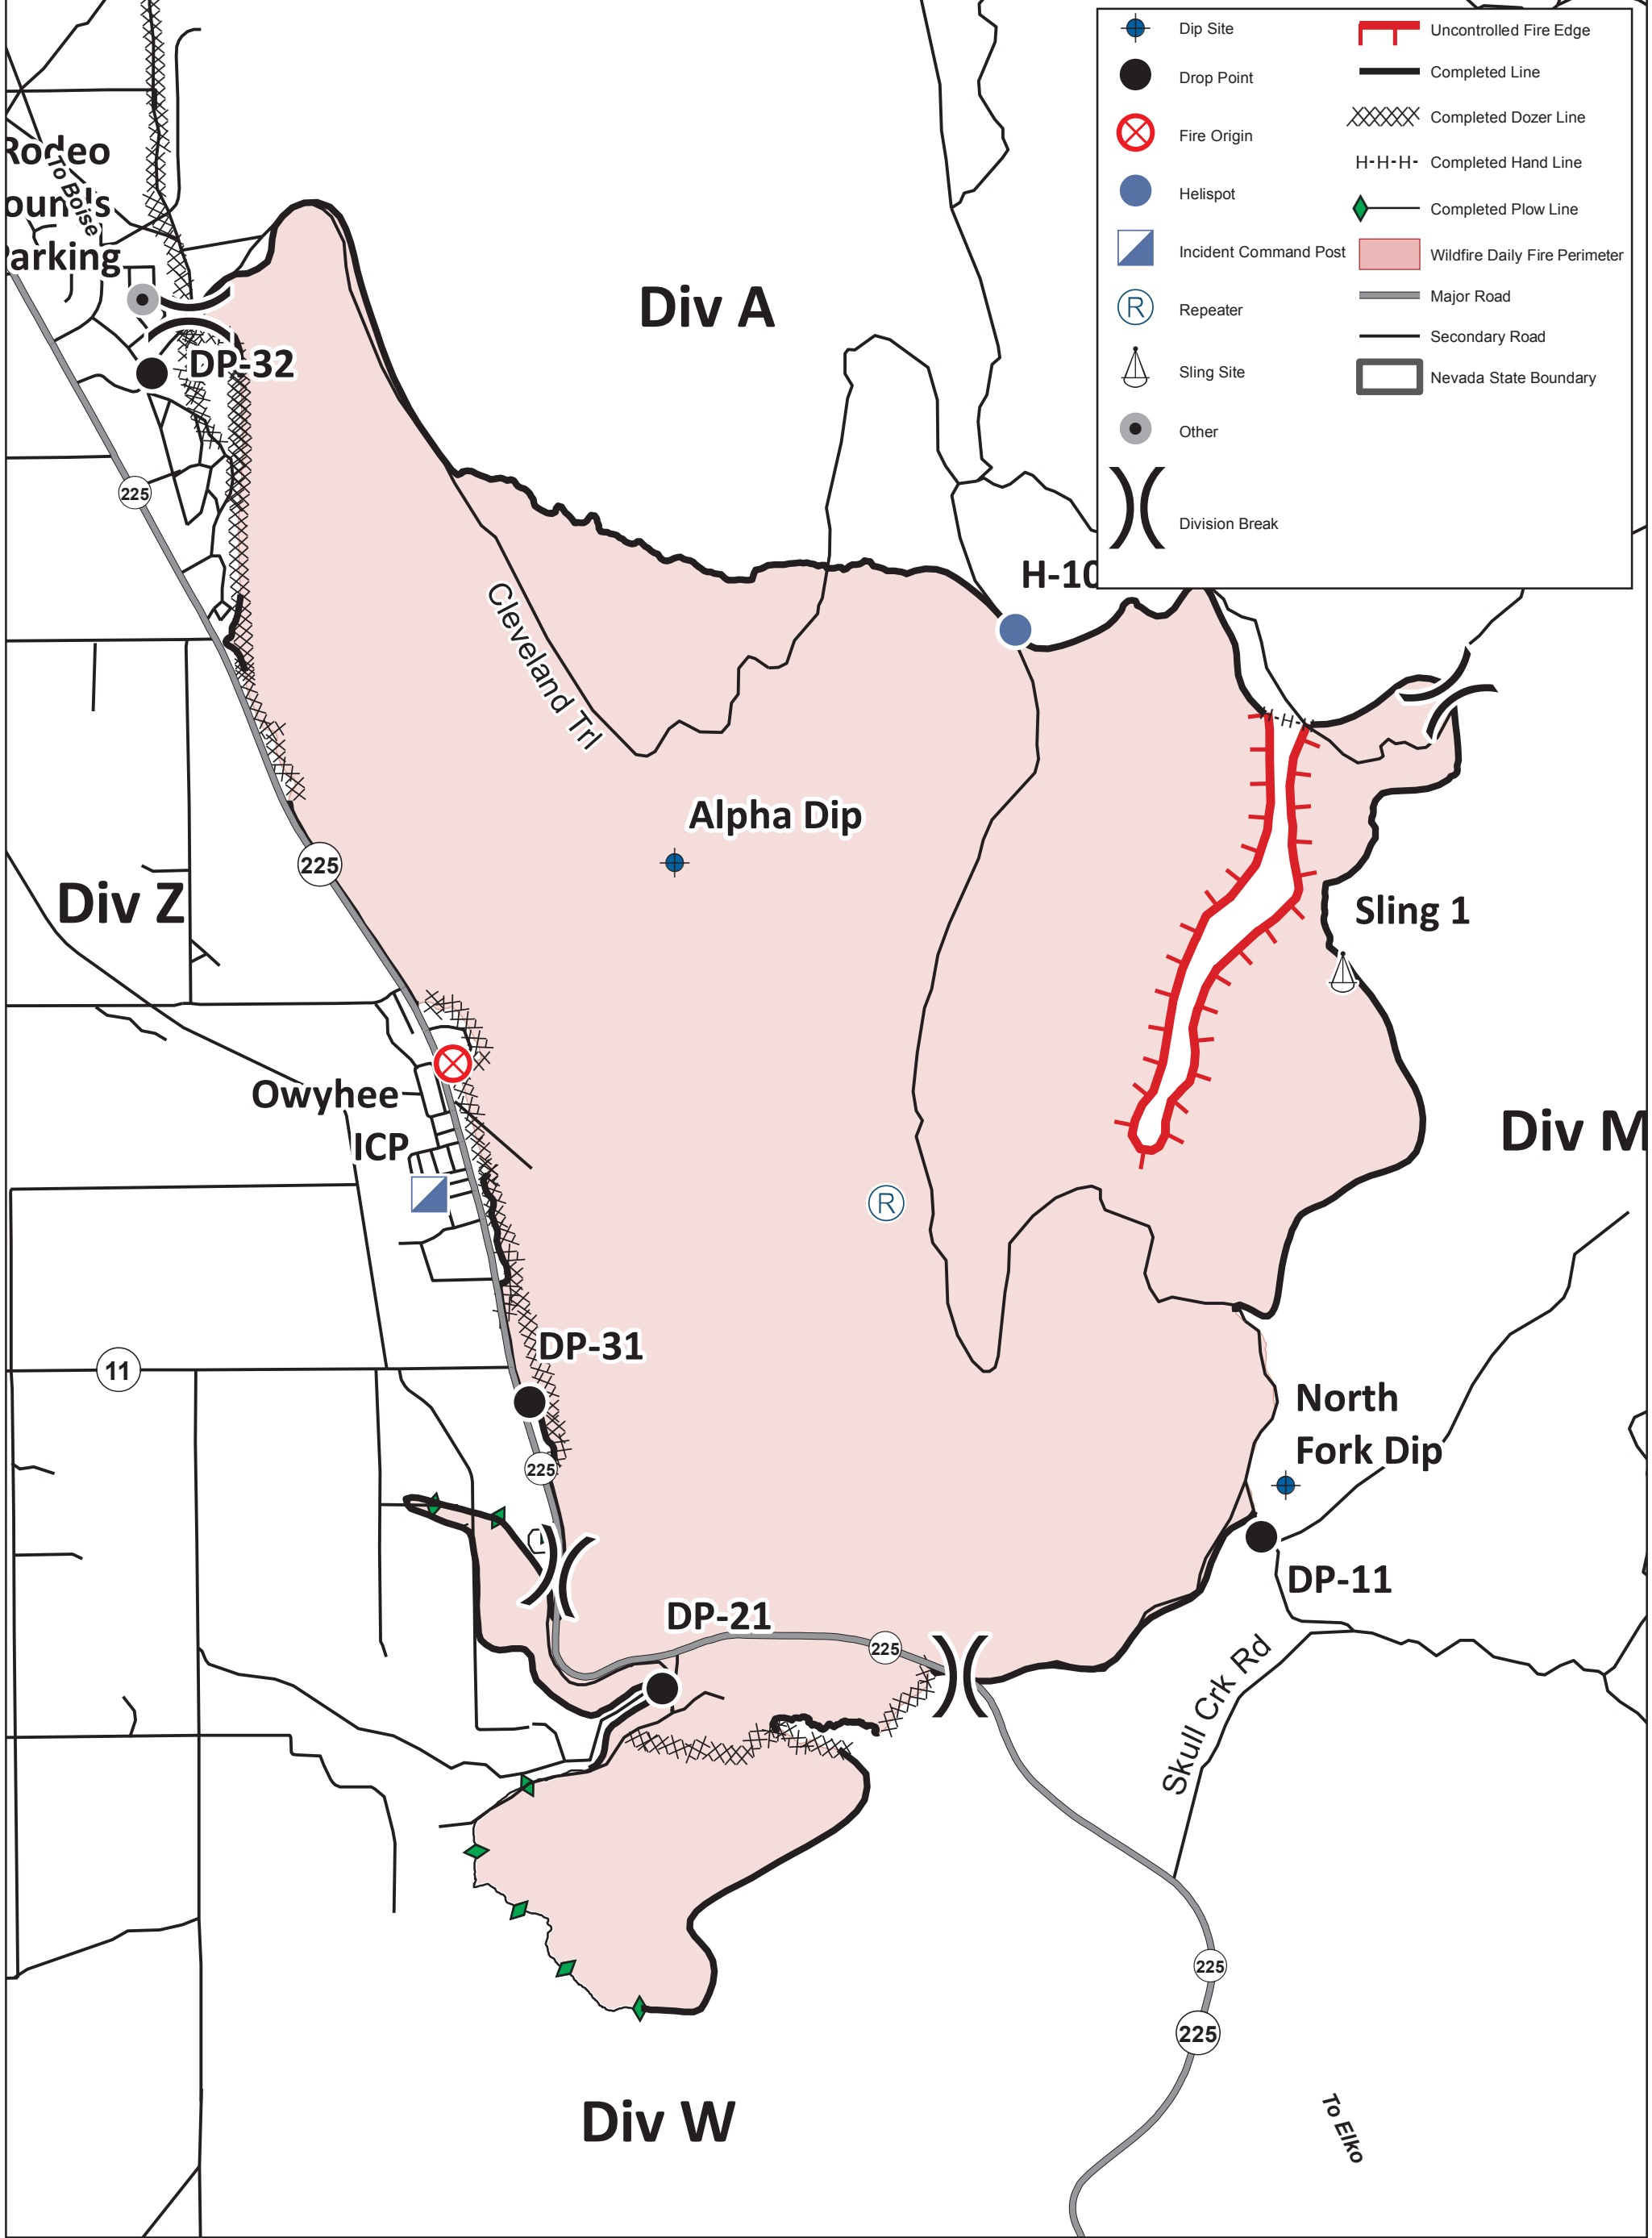 Dip Site
Drop Point
Fire Origin
Helispot
Incident Command Post
R
Repeater
Sling Site
Other
Division Break
Uncontrolled Fire Edge
Completed Line
Completed Dozer Line
H-H-H-
Completed Hand Line
Completed Plow Line
Wildfire Daily Fire Perimeter
Major Road
Secondary Road
Nevada State Boundary
Rodeo
To Boise
Parking
Div A
DP-32
225
H-10
Cleveland Trl
H-H-H
Alpha Dip
225
Div Z
Sling 1
Owyhee
ICP
Div M
R
DP-31
11
North
Fork Dip
225
DP-11
DP-21
225
Skull Crk Rd
225
225
Div W
To Elko